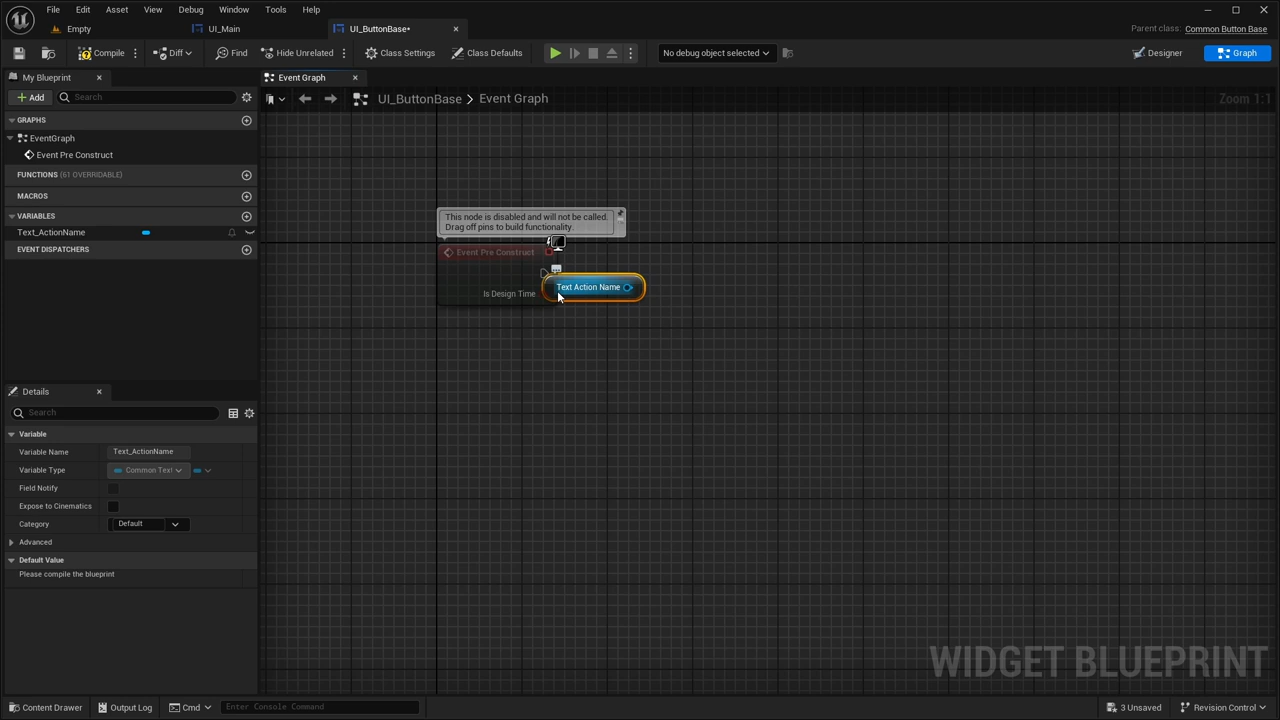 File Edit Asset View Debug Window Tools Help
Empty UI_Main UI_ButtonBase• Parent class: Common Button Base
Compile Diff Find Hide Unrelated Class Settings Class Defaults No debug object selected Designer Graph
My Blueprint Event Graph
Add Search UI_ButtonBase > Event Graph Zoom 1:1
GRAPHS
EventGraph
Event Pre Construct
FUNCTIONS (61 OVERRIDABLE)
MACROS
VARIABLES
Text_ActionName
EVENT DISPATCHERS
This node is disabled and will not be called.
Drag off pins to build functionality.
Event Pre Construct
Text Action Name
Is Design Time
Details
Search
Variable
Variable Name Text_ActionName
Variable Type Common Text
Field Notify
Expose to Cinematics
Category Default
Advanced
Default Value
Please compile the blueprint
WIDGET BLUEPRINT
Content Drawer Output Log Cmd Enter Console Command 3 Unsaved Revision Control